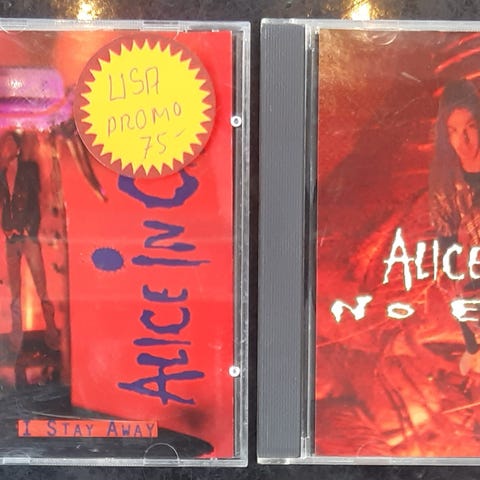 USA
PROMO
75-
ALICE IN C
I STAY AWAY
ALICE
NO E